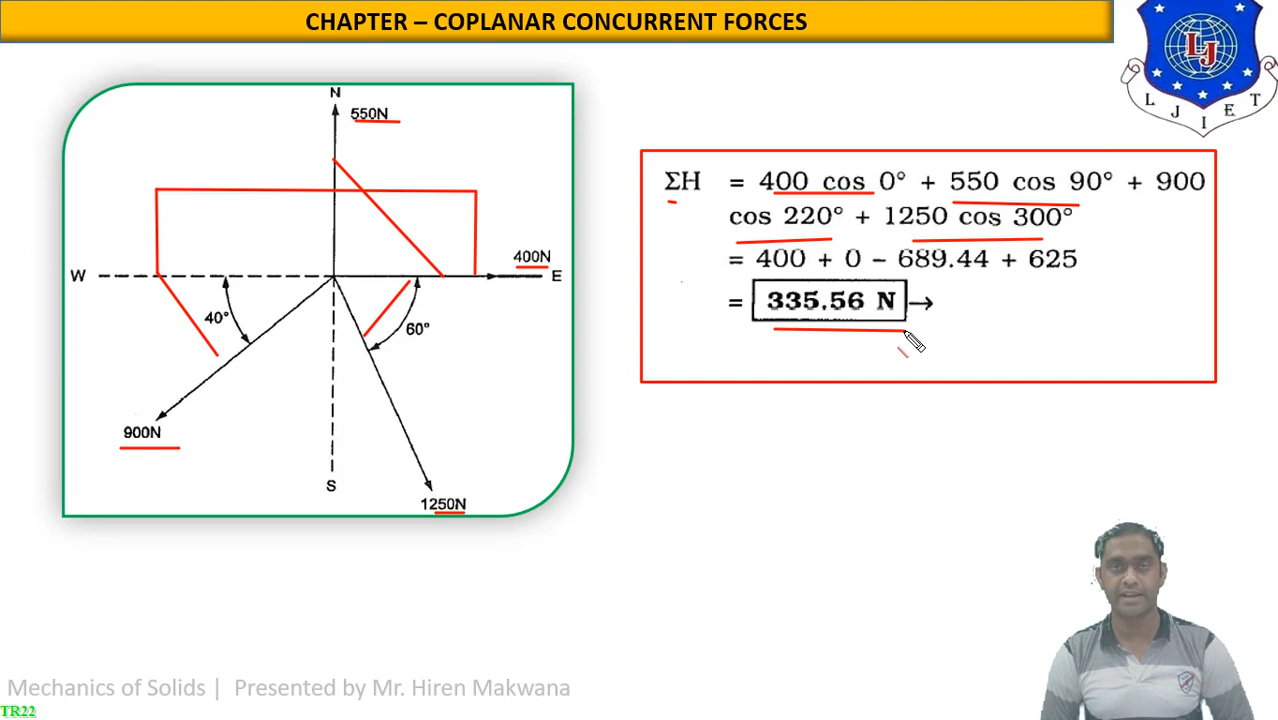 CHAPTER – COPLANAR CONCURRENT FORCES
LJ
L J I E T
N
550N
400N
W
E
40°
60°
900N
S
1250N
ΣH = 400 cos 0° + 550 cos 90° + 900
cos 220° + 1250 cos 300°
= 400 + 0 − 689.44 + 625
= 335.56 N →
Mechanics of Solids | Presented by Mr. Hiren Makwana
TR22